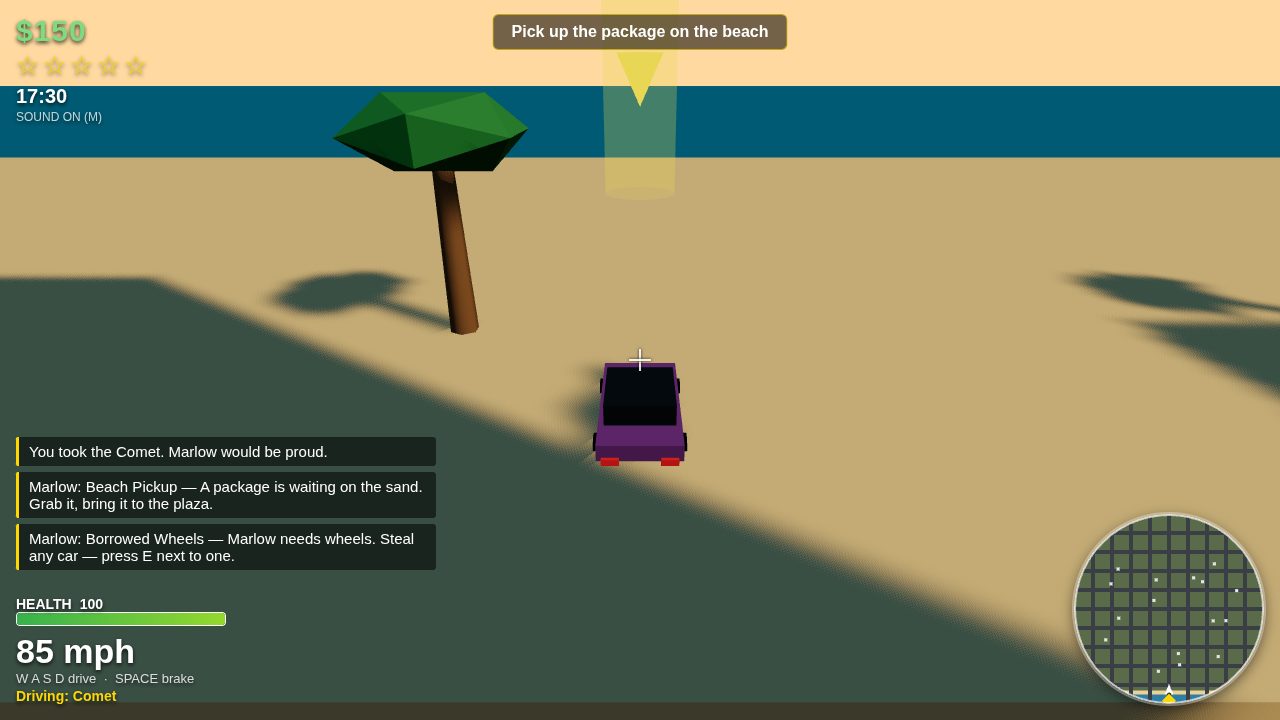 $150
Pick up the package on the beach
17:30
SOUND ON (M)
You took the Comet. Marlow would be proud.
Marlow: Beach Pickup — A package is waiting on the sand.
Grab it, bring it to the plaza.
Marlow: Borrowed Wheels — Marlow needs wheels. Steal
any car — press E next to one.
HEALTH 100
85 mph
W A S D drive · SPACE brake
Driving: Comet